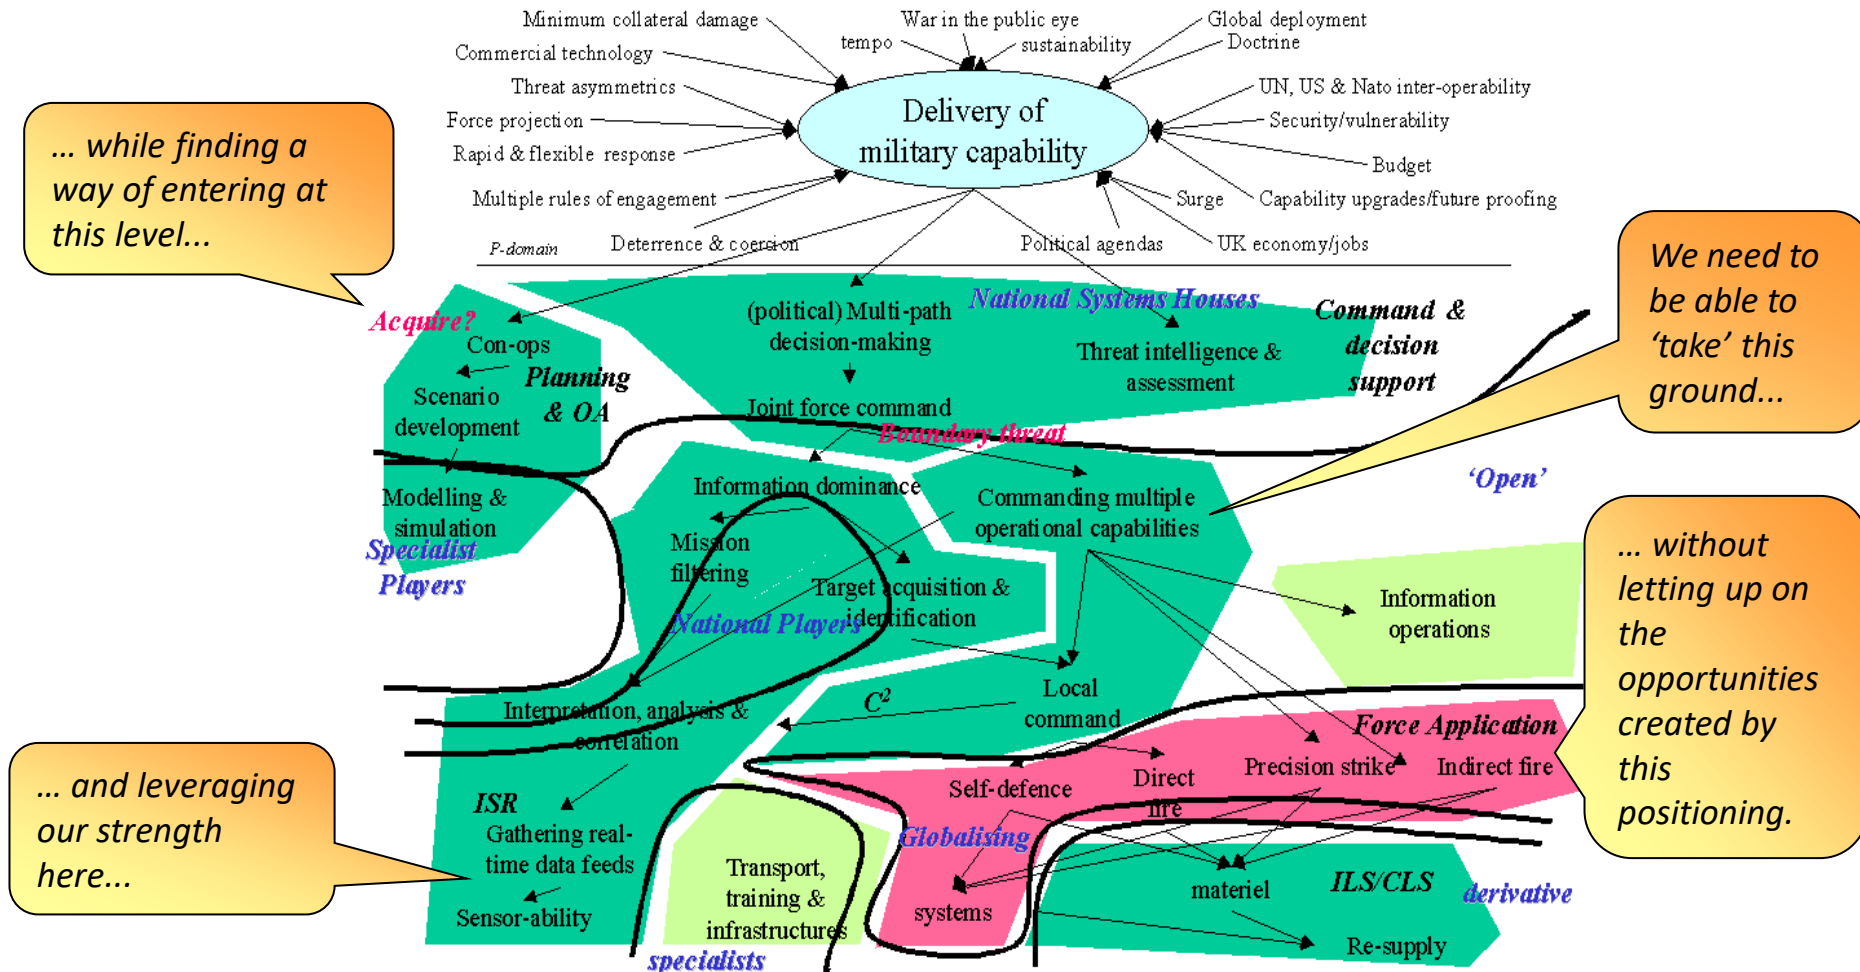 Minimum collateral damage
War in the public eye
Global deployment
tempo
sustainability
Doctrine
Commercial technology
Threat asymmetrics
UN, US & Nato inter-operability
Delivery of
military capability
Force projection
Security/vulnerability
Rapid & flexible response
Budget
Multiple rules of engagement
Surge
Capability upgrades/future proofing
P-domain
Deterrence & coercion
Political agendas
UK economy/jobs
... while finding a
way of entering at
this level...
We need to
be able to
‘take’ this
ground...
Acquire?
Con-ops
Planning
& OA
Scenario
development
Modelling &
simulation
Specialist
Players
(political) Multi-path
decision-making
National Systems Houses
Threat intelligence &
assessment
Command &
decision
support
Joint force command
Boundary threat
Information dominance
Commanding multiple
operational capabilities
‘Open’
Mission
filtering
Target acquisition &
identification
National Players
Information
operations
... without
letting up on
the
opportunities
created by
this
positioning.
Interpretation, analysis &
correlation
C²
Local
command
Force Application
Self-defence
Direct
fire
Precision strike
Indirect fire
... and leveraging
our strength
here...
ISR
Gathering real-
time data feeds
Sensor-ability
Globalising
Transport,
training &
infrastructures
specialists
systems
materiel
ILS/CLS
derivative
Re-supply